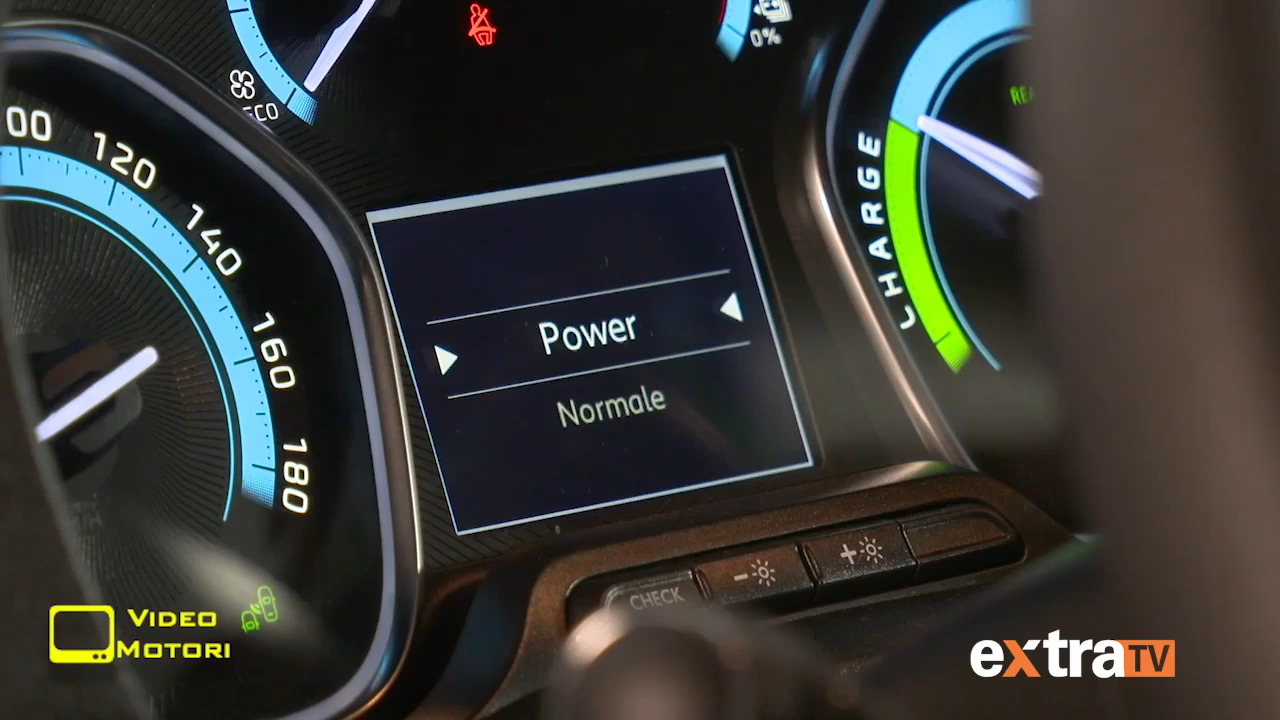 ECO
0%
00
120
140
160
180
CHARGE
Power
Normale
CHECK
VIDEO
MOTORI
extraTV